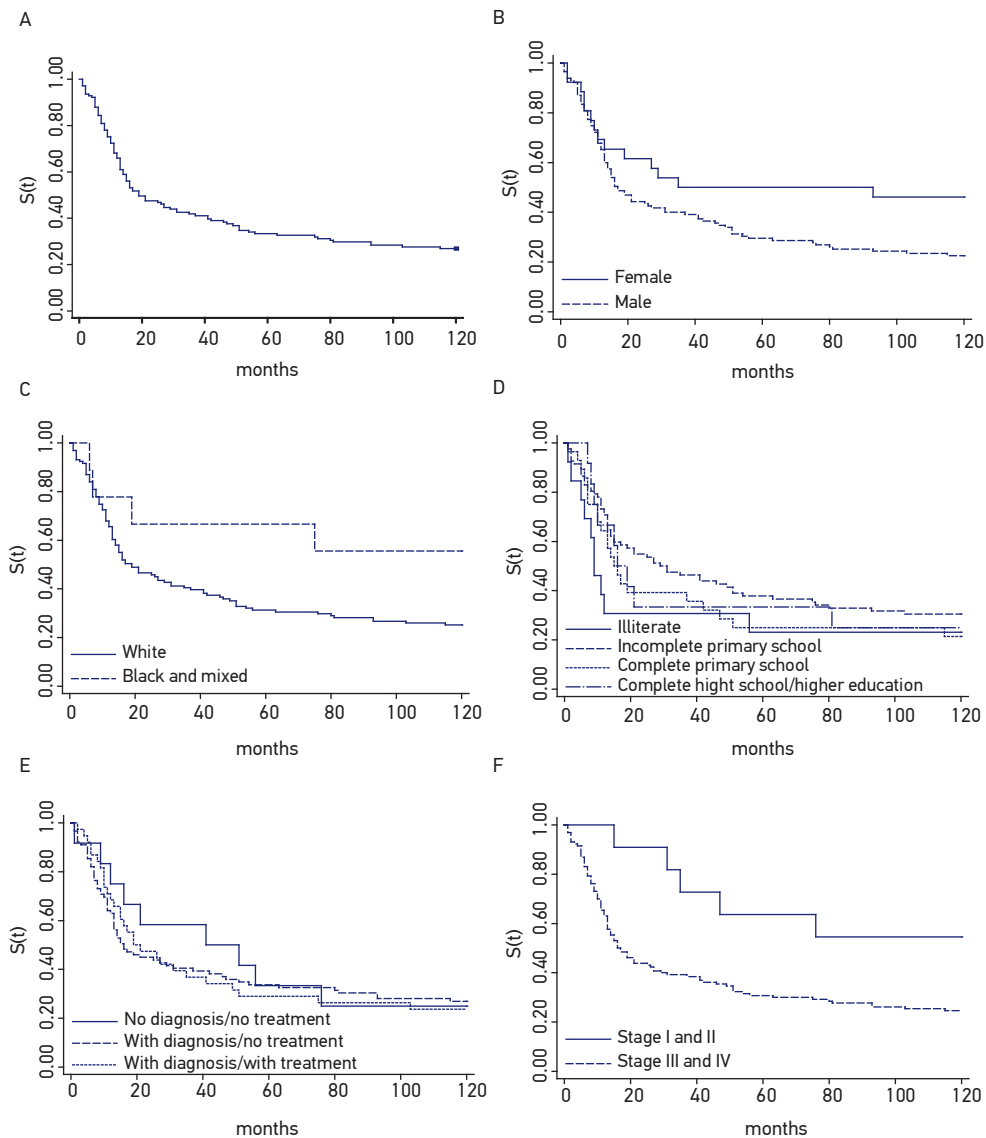 A
S(t)
1.00
0.80
0.60
0.40
0.20
0.00
0 20 40 60 80 100 120
months
B
S(t)
1.00
0.80
0.60
0.40
0.20
0.00
Female
Male
0 20 40 60 80 100 120
months
C
S(t)
1.00
0.80
0.60
0.40
0.20
0.00
White
Black and mixed
0 20 40 60 80 100 120
months
D
S(t)
1.00
0.80
0.60
0.40
0.20
0.00
Illiterate
Incomplete primary school
Complete primary school
Complete hight school/higher education
0 20 40 60 80 100 120
months
E
S(t)
1.00
0.80
0.60
0.40
0.20
0.00
No diagnosis/no treatment
With diagnosis/no treatment
With diagnosis/with treatment
0 20 40 60 80 100 120
months
F
S(t)
1.00
0.80
0.60
0.40
0.20
0.00
Stage I and II
Stage III and IV
0 20 40 60 80 100 120
months